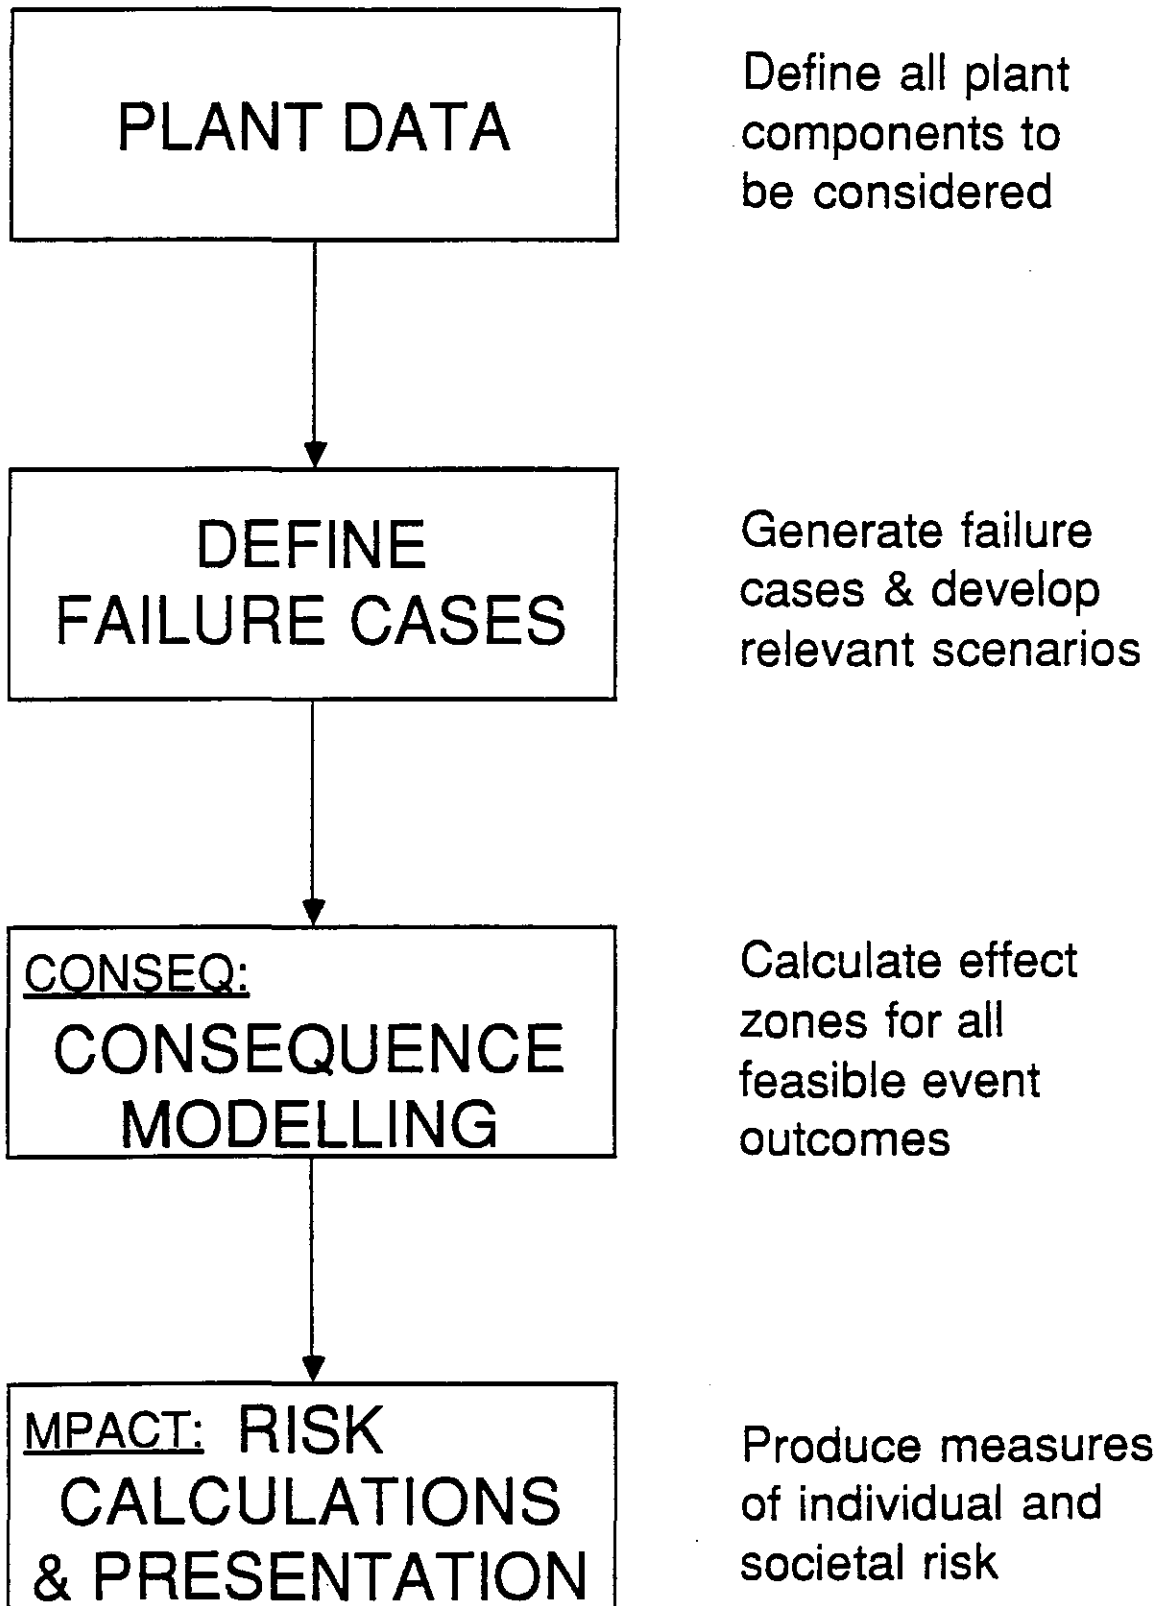 PLANT DATA
Define all plant
components to
be considered
DEFINE
FAILURE CASES
Generate failure
cases & develop
relevant scenarios
CONSEQ:
CONSEQUENCE
MODELLING
Calculate effect
zones for all
feasible event
outcomes
MPACT: RISK
CALCULATIONS
& PRESENTATION
Produce measures
of individual and
societal risk